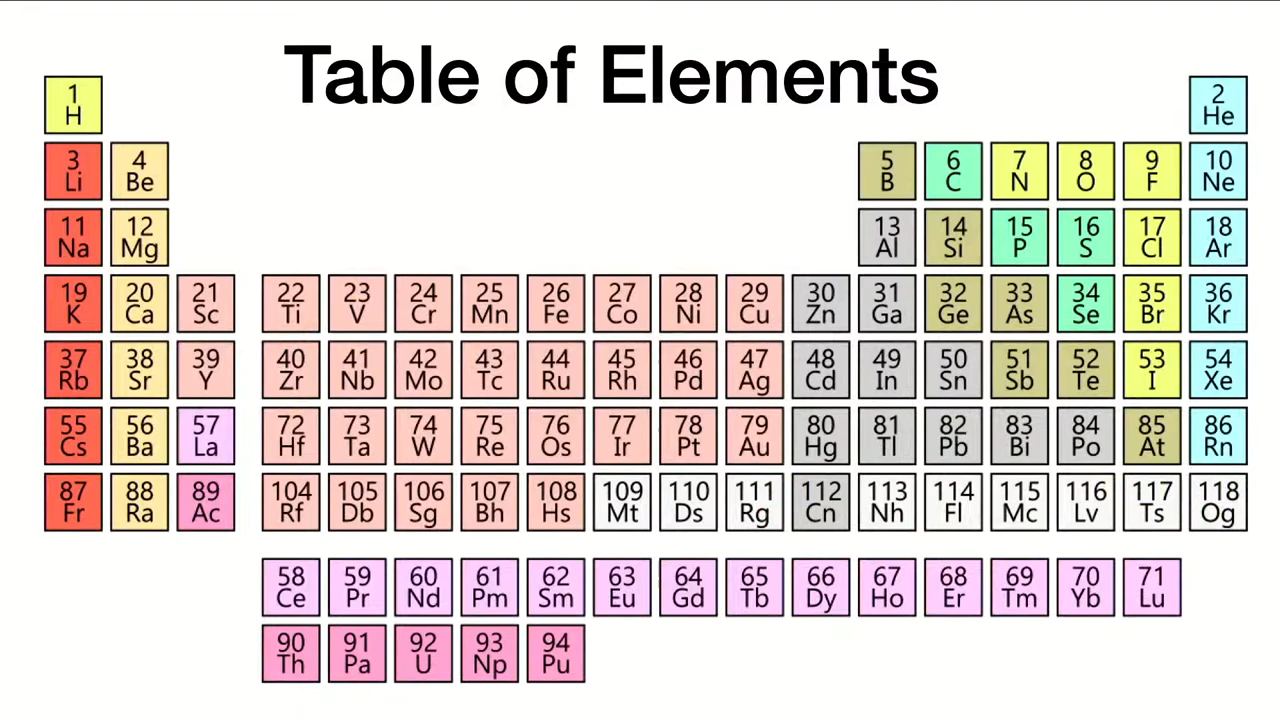 Table of Elements
1 2
H He
3 4 5 6 7 8 9 10
Li Be B C N O F Ne
11 12 13 14 15 16 17 18
Na Mg Al Si P S Cl Ar
19 20 21 22 23 24 25 26 27 28 29 30 31 32 33 34 35 36
K Ca Sc Ti V Cr Mn Fe Co Ni Cu Zn Ga Ge As Se Br Kr
37 38 39 40 41 42 43 44 45 46 47 48 49 50 51 52 53 54
Rb Sr Y Zr Nb Mo Tc Ru Rh Pd Ag Cd In Sn Sb Te I Xe
55 56 57 72 73 74 75 76 77 78 79 80 81 82 83 84 85 86
Cs Ba La Hf Ta W Re Os Ir Pt Au Hg Tl Pb Bi Po At Rn
87 88 89 104 105 106 107 108 109 110 111 112 113 114 115 116 117 118
Fr Ra Ac Rf Db Sg Bh Hs Mt Ds Rg Cn Nh Fl Mc Lv Ts Og
58 59 60 61 62 63 64 65 66 67 68 69 70 71
Ce Pr Nd Pm Sm Eu Gd Tb Dy Ho Er Tm Yb Lu
90 91 92 93 94
Th Pa U Np Pu